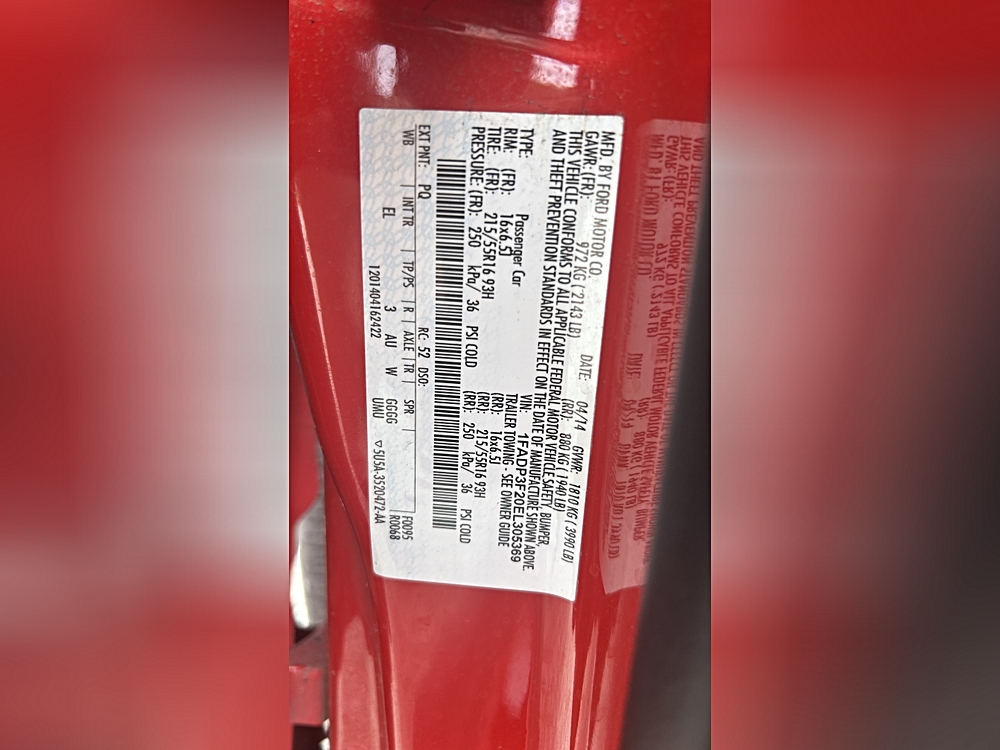 MFD. BY FORD MOTOR CO.
DATE: 04/14 GVWR: 1810 KG ( 3990 LB)
GAWR: (FR): 972 KG ( 2143 LB) (RR): 880 KG ( 1940 LB)
THIS VEHICLE CONFORMS TO ALL APPLICABLE FEDERAL MOTOR VEHICLE SAFETY, BUMPER,
AND THEFT PREVENTION STANDARDS IN EFFECT ON THE DATE OF MANUFACTURE SHOWN ABOVE.
VIN: 1FADP3F20EL305369
TYPE: Passenger Car TRAILER TOWING - SEE OWNER GUIDE
RIM: (FR): 16x6.5J (RR): 16x6.5J
TIRE: (FR): 215/55R16 93H (RR): 215/55R16 93H
PRESSURE: (FR): 250 kPa/ 36 PSI COLD (RR): 250 kPa/ 36 PSI COLD
EXT PNT: PQ RC: 52 DSO: F0095
WB INT TR TP/PS R AXLE TR SPR R0068
EL 3 AU W GGGG
1201404162422 UMU ▽5U5A-3520472-AA